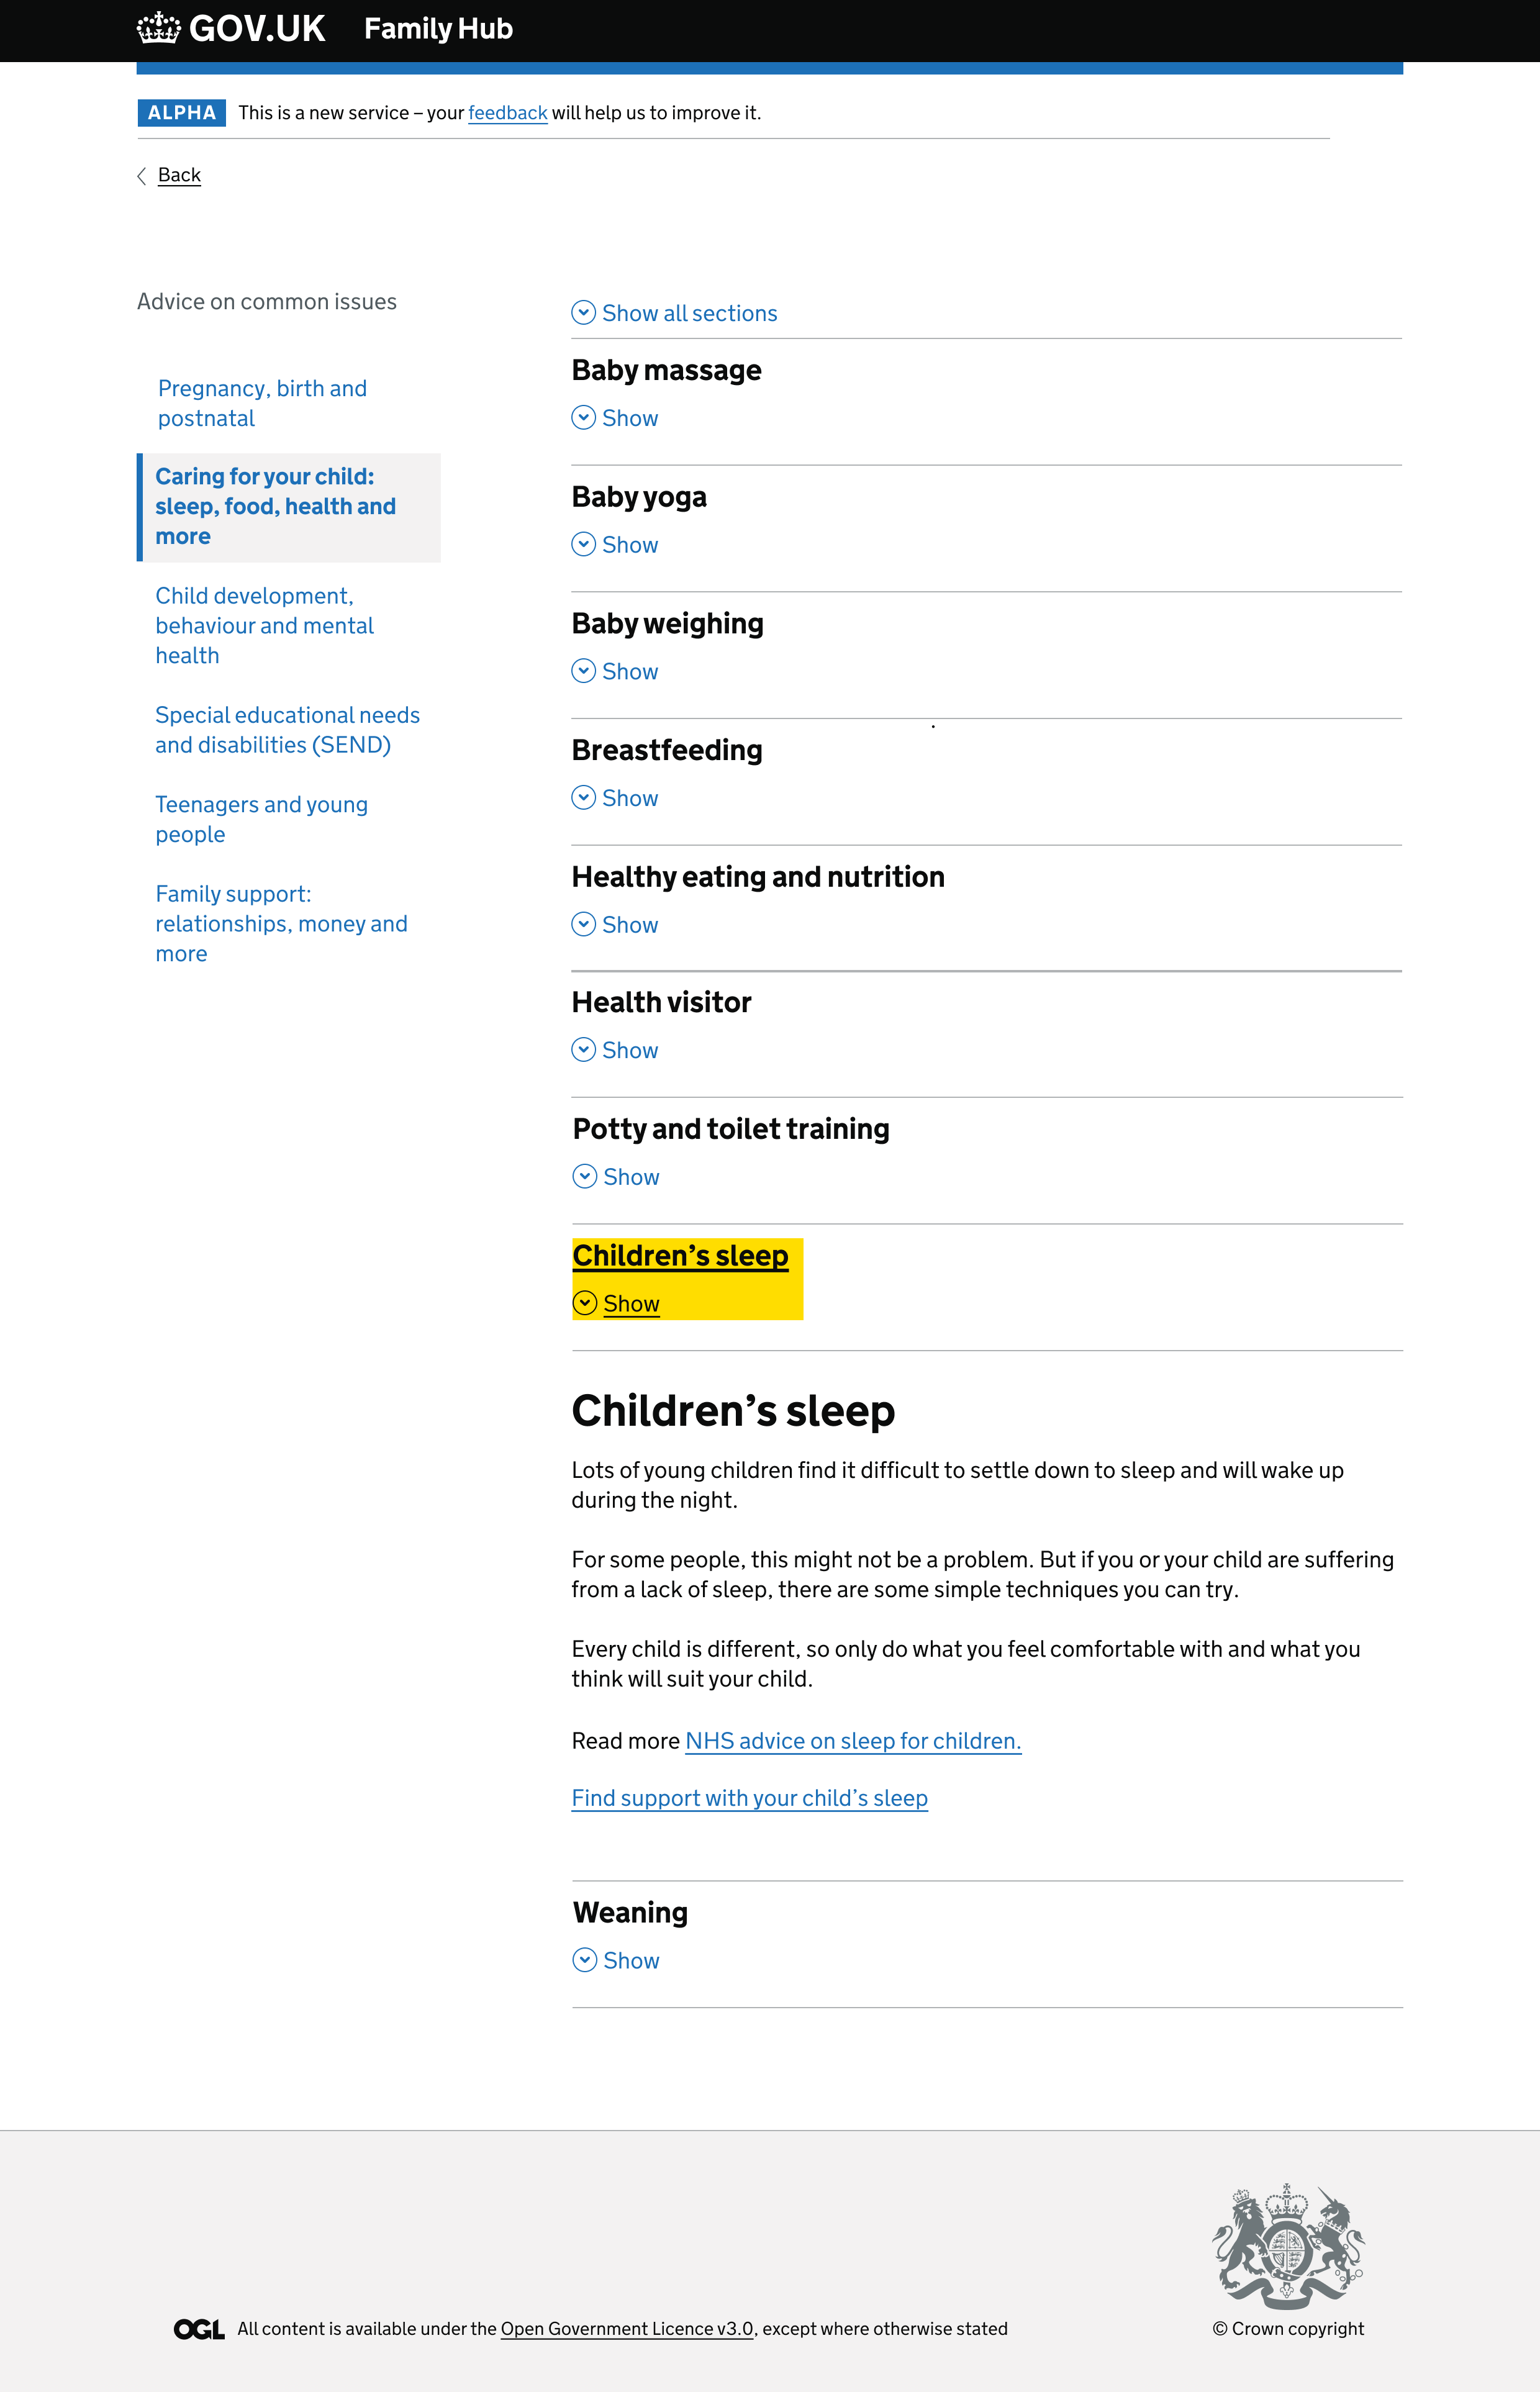 GOV.UK Family Hub
ALPHA This is a new service – your feedback will help us to improve it.
Back
Advice on common issues
Pregnancy, birth and
postnatal
Caring for your child:
sleep, food, health and
more
Child development,
behaviour and mental
health
Special educational needs
and disabilities (SEND)
Teenagers and young
people
Family support:
relationships, money and
more
Show all sections
Baby massage
Show
Baby yoga
Show
Baby weighing
Show
Breastfeeding
Show
Healthy eating and nutrition
Show
Health visitor
Show
Potty and toilet training
Show
Children’s sleep
Show
Children’s sleep
Lots of young children find it difficult to settle down to sleep and will wake up
during the night.
For some people, this might not be a problem. But if you or your child are suffering
from a lack of sleep, there are some simple techniques you can try.
Every child is different, so only do what you feel comfortable with and what you
think will suit your child.
Read more NHS advice on sleep for children.
Find support with your child’s sleep
Weaning
Show
OGL All content is available under the Open Government Licence v3.0, except where otherwise stated
© Crown copyright